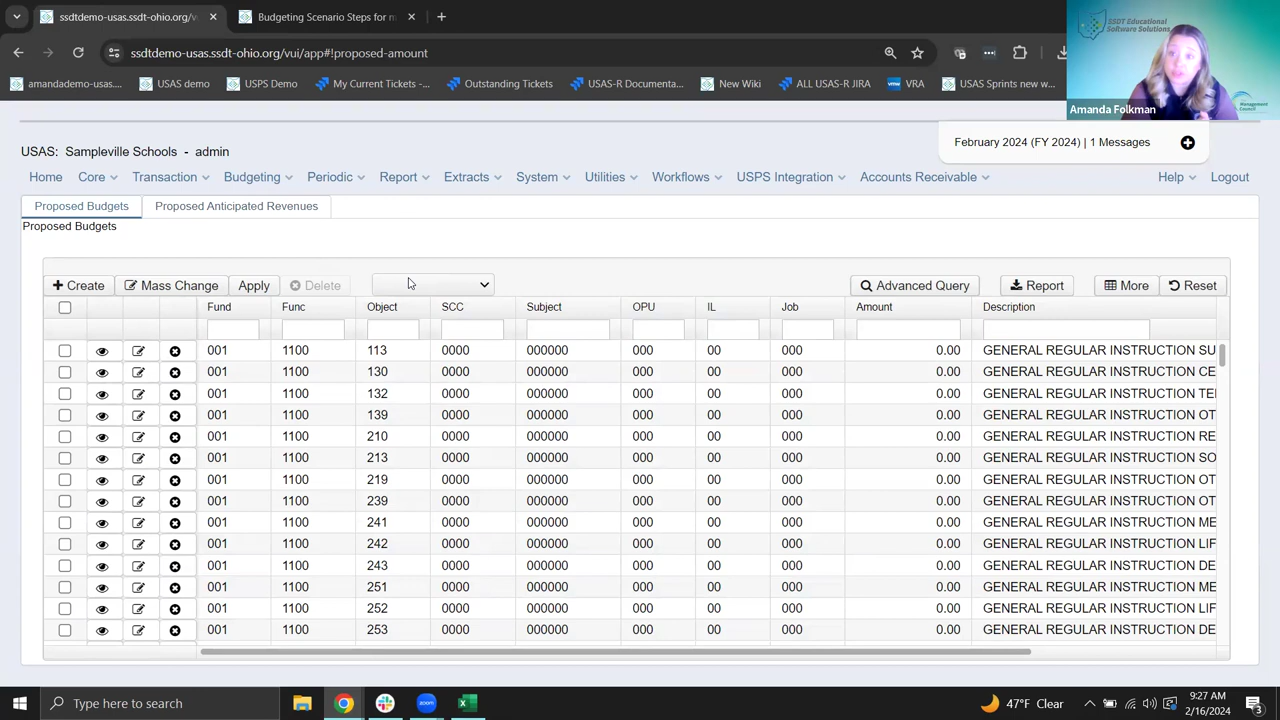 ssdtdemo-usas.ssdt-ohio.org/v
Budgeting Scenario Steps for m
ssdtdemo-usas.ssdt-ohio.org/vui/app#!proposed-amount
amandademo-usas....
USAS demo
USPS Demo
My Current Tickets -...
Outstanding Tickets
USAS-R Documenta...
New Wiki
ALL USAS-R JIRA
VRA
USAS Sprints new w...
SSDT Educational
Software Solutions
Management
Council
Amanda Folkman
February 2024 (FY 2024) | 1 Messages
USAS: Sampleville Schools - admin
Home Core Transaction Budgeting Periodic Report Extracts System Utilities Workflows USPS Integration Accounts Receivable Help Logout
Proposed Budgets Proposed Anticipated Revenues
Proposed Budgets
Create Mass Change Apply Delete Advanced Query Report More Reset
Fund Func Object SCC Subject OPU IL Job Amount Description
001 1100 113 0000 000000 000 00 000 0.00 GENERAL REGULAR INSTRUCTION SU
001 1100 130 0000 000000 000 00 000 0.00 GENERAL REGULAR INSTRUCTION CE
001 1100 132 0000 000000 000 00 000 0.00 GENERAL REGULAR INSTRUCTION TE
001 1100 139 0000 000000 000 00 000 0.00 GENERAL REGULAR INSTRUCTION OT
001 1100 210 0000 000000 000 00 000 0.00 GENERAL REGULAR INSTRUCTION RE
001 1100 213 0000 000000 000 00 000 0.00 GENERAL REGULAR INSTRUCTION SO
001 1100 219 0000 000000 000 00 000 0.00 GENERAL REGULAR INSTRUCTION OT
001 1100 239 0000 000000 000 00 000 0.00 GENERAL REGULAR INSTRUCTION OT
001 1100 241 0000 000000 000 00 000 0.00 GENERAL REGULAR INSTRUCTION ME
001 1100 242 0000 000000 000 00 000 0.00 GENERAL REGULAR INSTRUCTION LIF
001 1100 243 0000 000000 000 00 000 0.00 GENERAL REGULAR INSTRUCTION DE
001 1100 251 0000 000000 000 00 000 0.00 GENERAL REGULAR INSTRUCTION ME
001 1100 252 0000 000000 000 00 000 0.00 GENERAL REGULAR INSTRUCTION LIF
001 1100 253 0000 000000 000 00 000 0.00 GENERAL REGULAR INSTRUCTION DE
Type here to search
zoom
47°F Clear
9:27 AM
2/16/2024
3